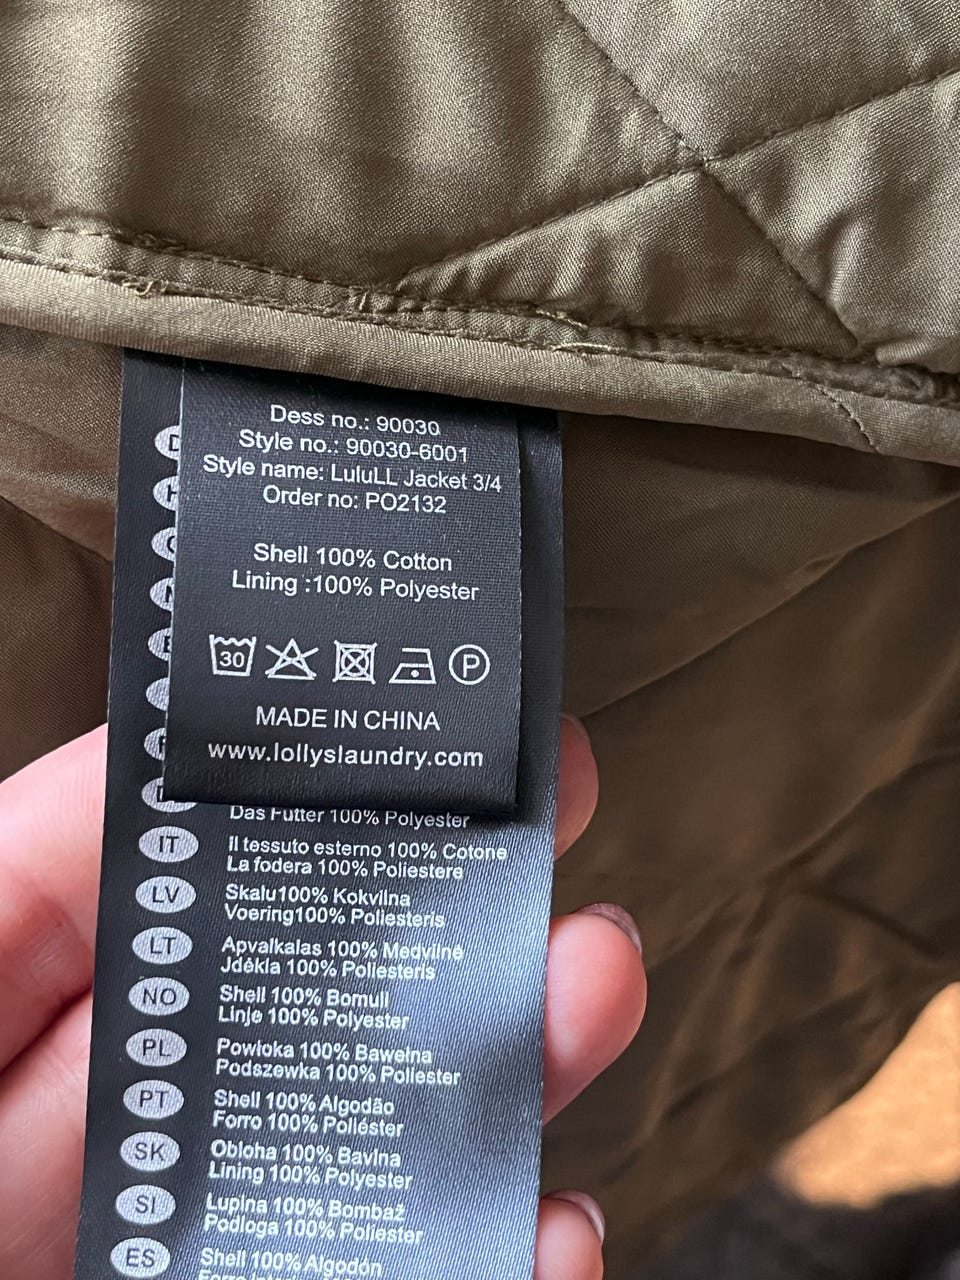 Dess no.: 90030
Style no.: 90030-6001
Style name: LuluLL Jacket 3/4
Order no: PO2132
Shell 100% Cotton
Lining :100% Polyester
30 P
MADE IN CHINA
www.lollyslaundry.com
Das Futter 100% Polyester
IT Il tessuto esterno 100% Cotone
La fodera 100% Poliestere
LV Skalu100% Kokvilna
Voering100% Poliesteris
LT Apvalkalas 100% Medvilnė
Jdėkla 100% Poliesteris
NO Shell 100% Bomull
Linje 100% Polyester
PL Powłoka 100% Bawełna
Podszewka 100% Poliester
PT Shell 100% Algodão
Forro 100% Poliéster
SK Obloha 100% Bavlna
Lining 100% Polyester
SI Lupina 100% Bombaž
Podloga 100% Poliester
ES Shell 100% Algodón